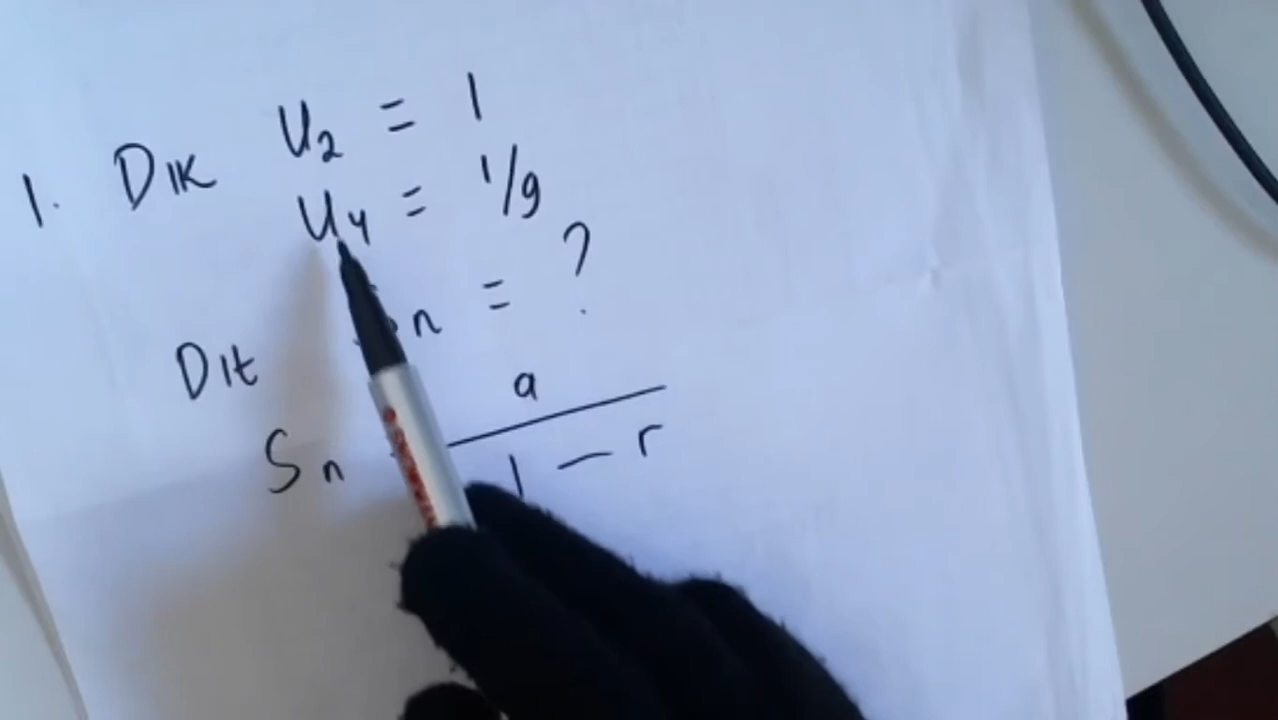 1. DIK U2 = 1
U4 = 1/9
Dit n = ?
Sn a
1 - r